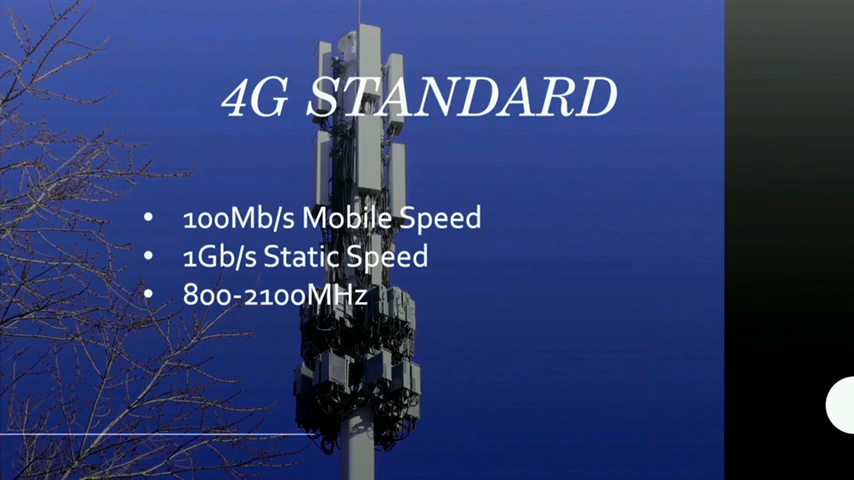 4G STANDARD
• 100Mb/s Mobile Speed
• 1Gb/s Static Speed
• 800-2100MHz